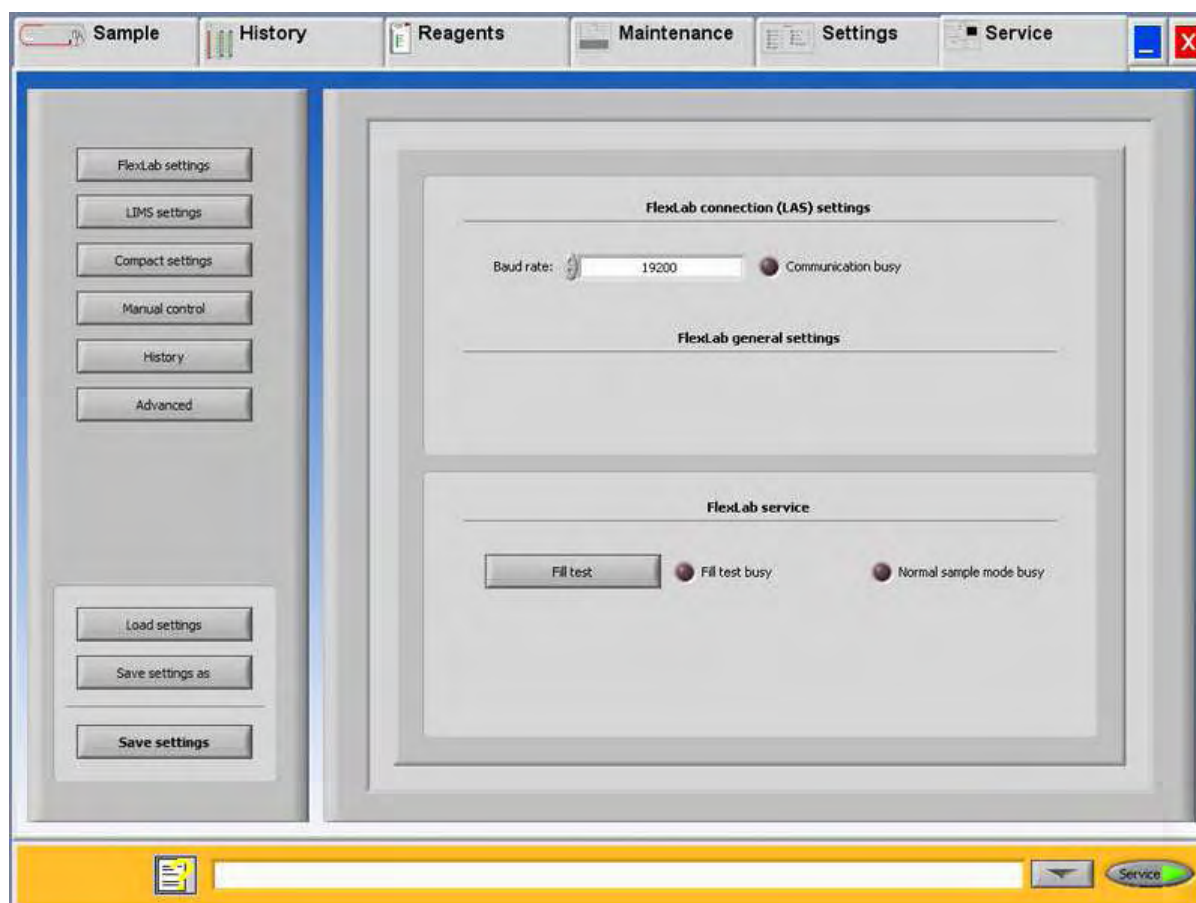 Sample History Reagents Maintenance Settings Service _ X
FlexLab settings
LIMS settings
Compact settings
Manual control
History
Advanced
Load settings
Save settings as
Save settings
FlexLab connection (LAS) settings
Baud rate: 19200 Communication busy
FlexLab general settings
FlexLab service
Fill test Fill test busy Normal sample mode busy
Service